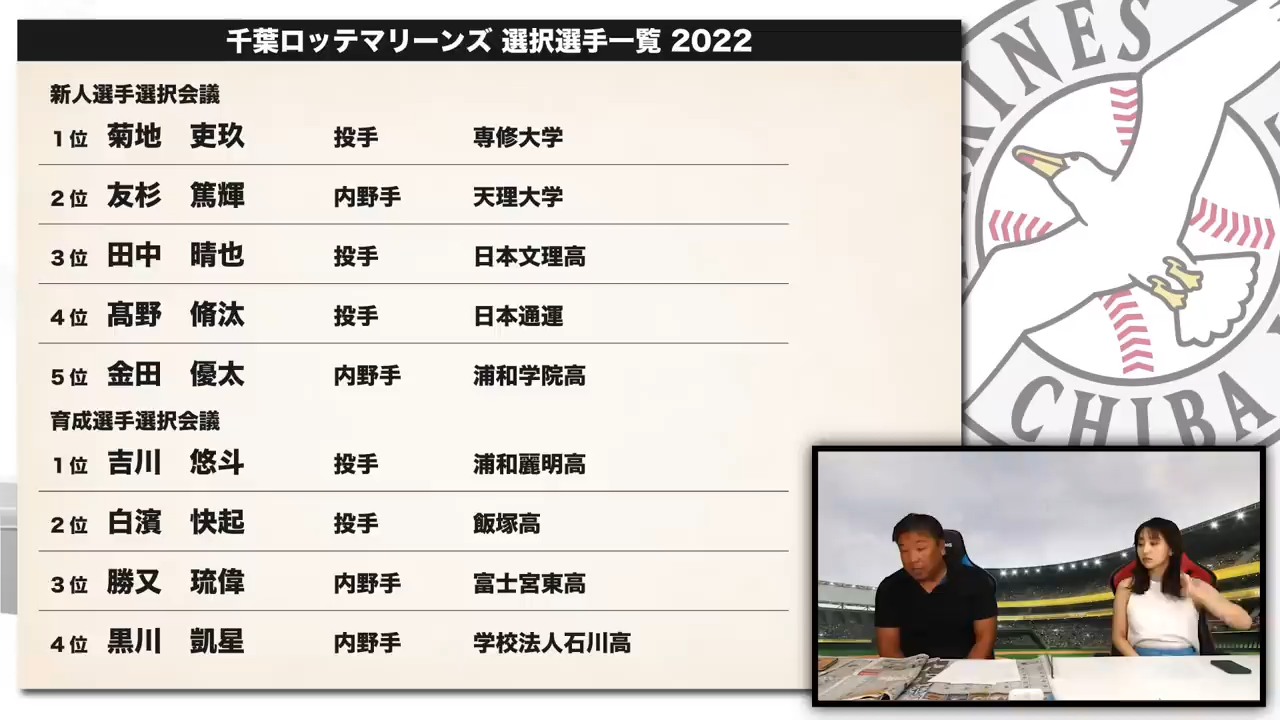 千葉ロッテマリーンズ 選択選手一覧 2022
新人選手選択会議
1位 菊地 吏玖 投手 専修大学
2位 友杉 篤輝 内野手 天理大学
3位 田中 晴也 投手 日本文理高
4位 髙野 脩汰 投手 日本通運
5位 金田 優太 内野手 浦和学院高
育成選手選択会議
1位 吉川 悠斗 投手 浦和麗明高
2位 白濱 快起 投手 飯塚高
3位 勝又 琉偉 内野手 富士宮東高
4位 黒川 凱星 内野手 学校法人石川高
CHIBA